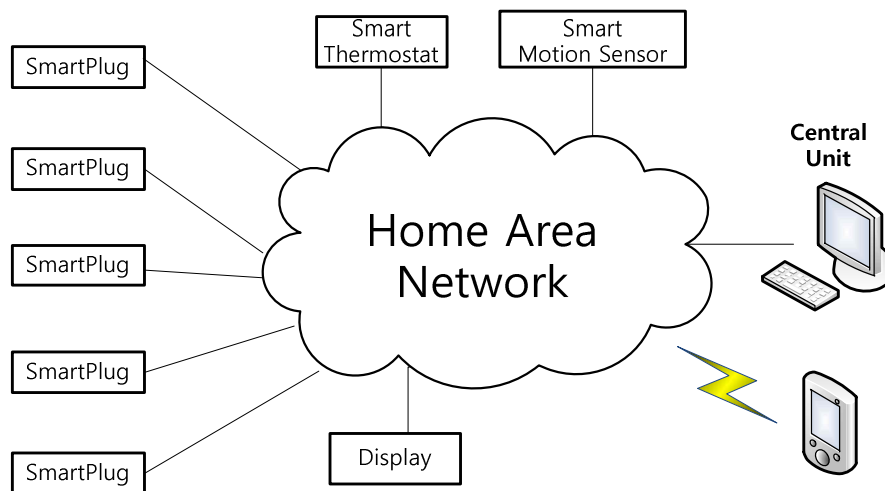 Smart
Thermostat
Smart
Motion Sensor
SmartPlug
SmartPlug
SmartPlug
SmartPlug
SmartPlug
Home Area
Network
Central
Unit
Display